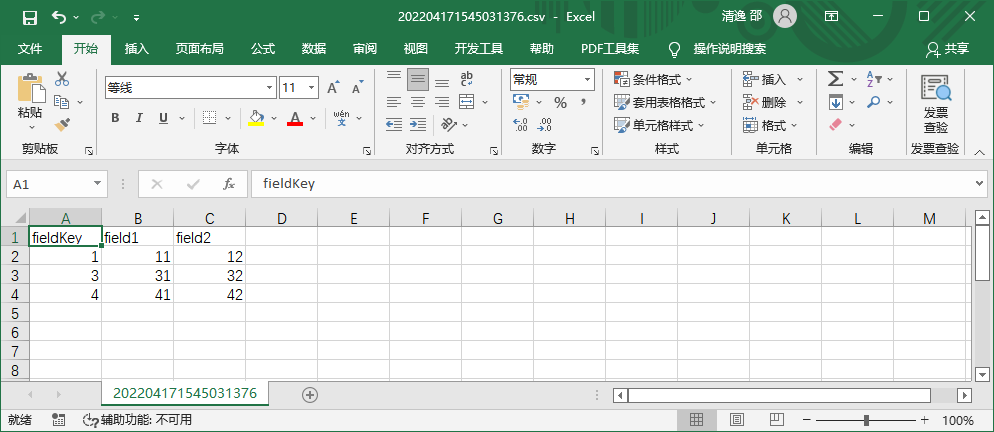 202204171545031376.csv - Excel
清逸 邵
文件 开始 插入 页面布局 公式 数据 审阅 视图 开发工具 帮助 PDF工具集 操作说明搜索 共享
粘贴
剪贴板
等线 11
B I U A wén 文
字体
ab
对齐方式
常规
% ,
数字
条件格式
套用表格格式
单元格样式
样式
插入
删除
格式
单元格
编辑
发票
查验
发票查验
A1 fx fieldKey
A B C D E F G H I J K L M
1 fieldKey field1 field2
2 1 11 12
3 3 31 32
4 4 41 42
5
6
7
8
202204171545031376
就绪 辅助功能: 不可用 100%